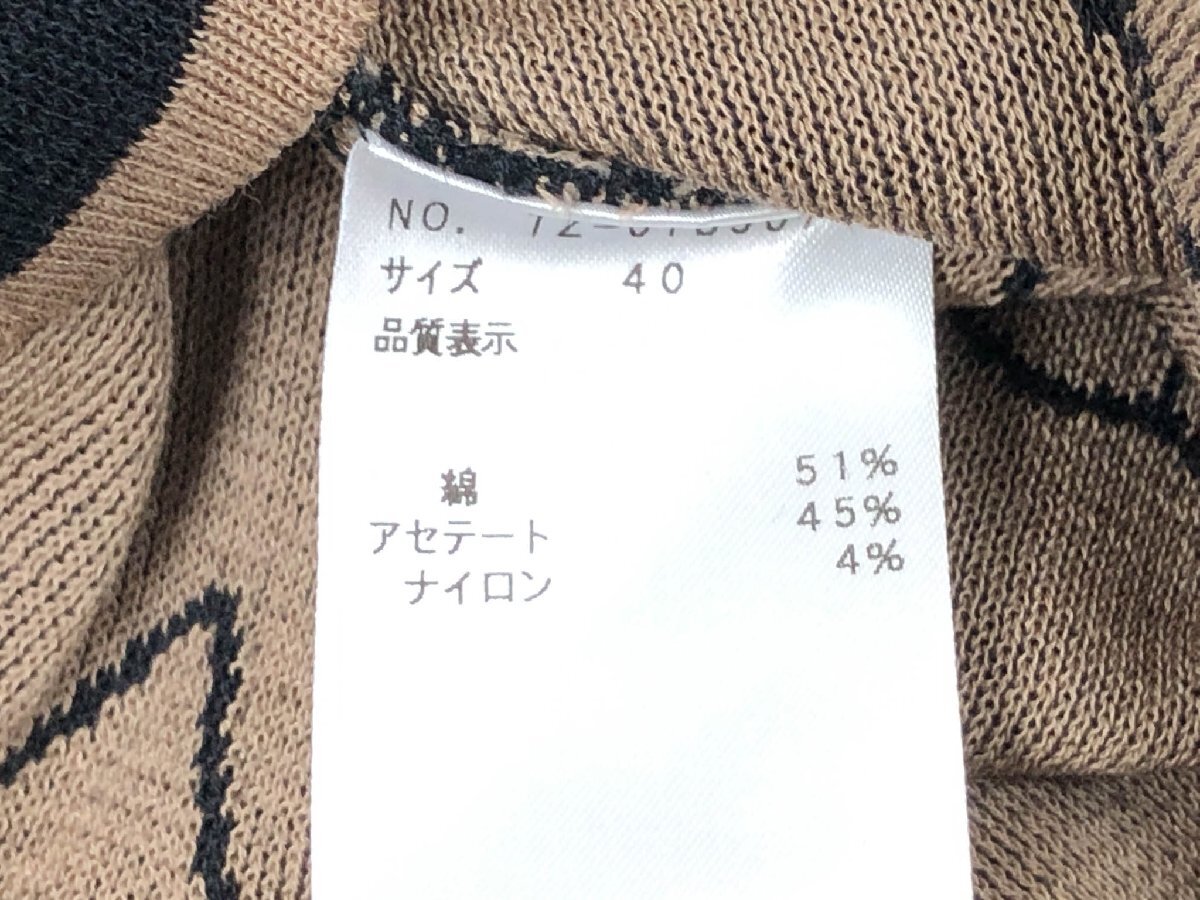 NO.
サイズ 40
品質表示
綿 51%
アセテート 45%
ナイロン 4%